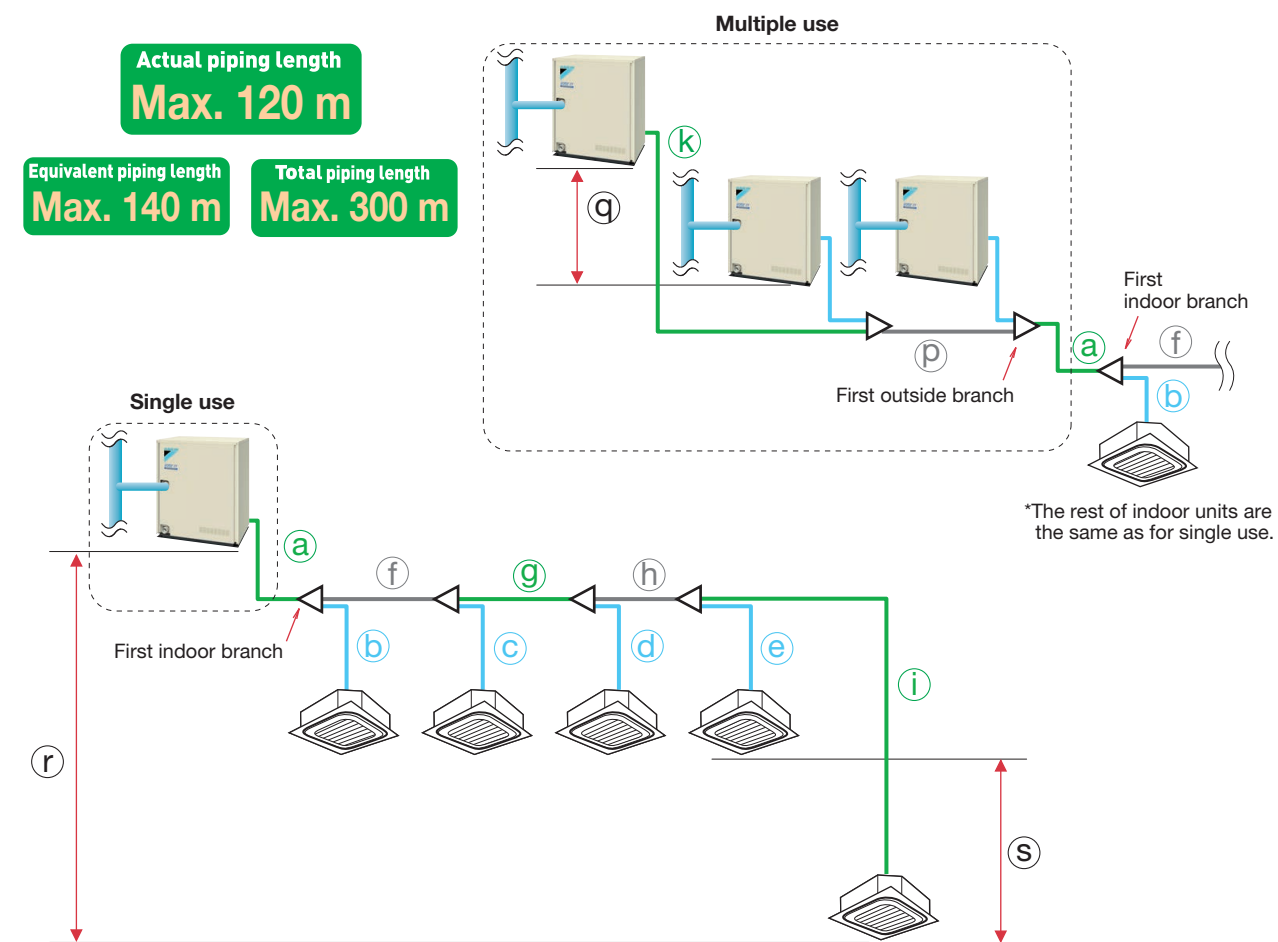 Multiple use
Actual piping length
Max. 120 m
Equivalent piping length
Max. 140 m
Total piping length
Max. 300 m
k
q
p
First outside branch
First
indoor branch
a
f
b
*The rest of indoor units are
the same as for single use.
Single use
a
First indoor branch
f
g
h
b
c
d
e
i
r
s